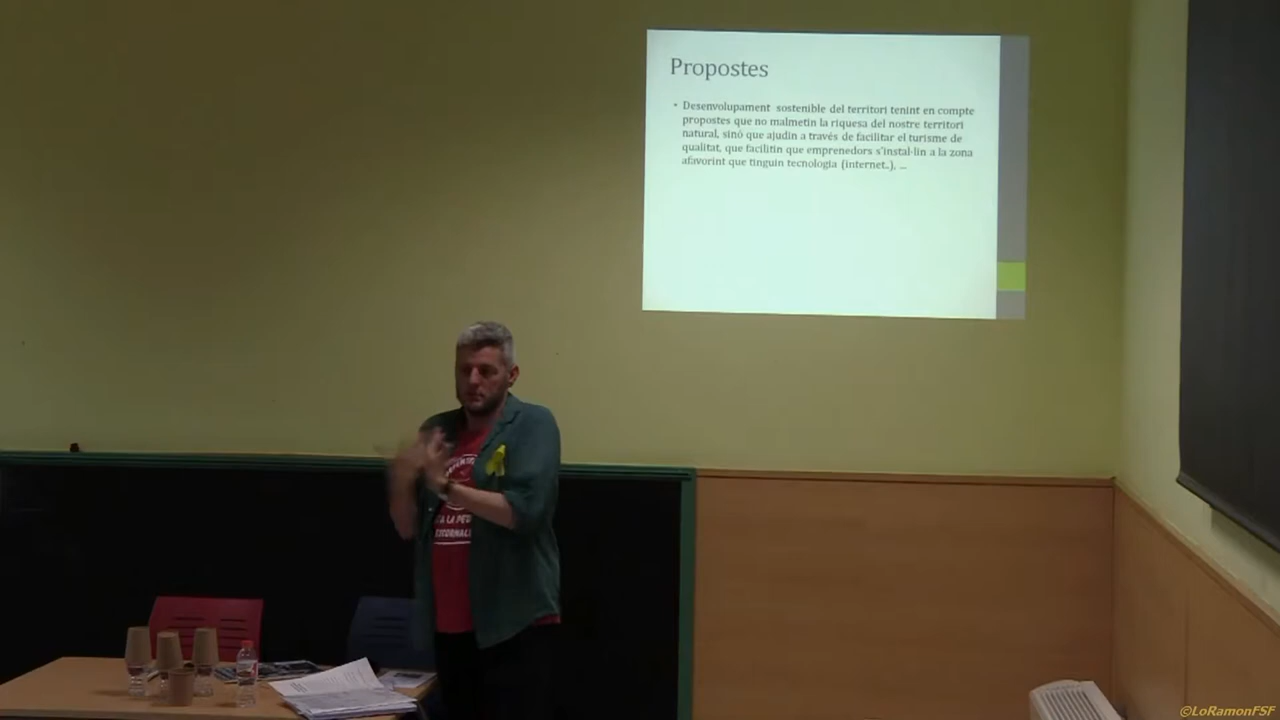 Propostes
• Desenvolupament sostenible del territori tenint en compte
propostes que no malmetin la riquesa del nostre territori
natural, sinó que ajudin a través de facilitar el turisme de
qualitat, que facilitin que emprenedors s'instal·lin a la zona
afavorint que tinguin tecnologia (internet..), ...
A LA PE
©LoRamonFSF